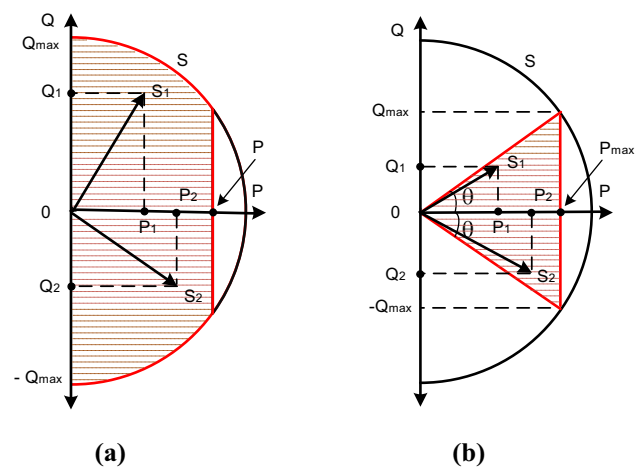 Q
Qmax
S
Q1
S1
P
P2
P
0
P1
Q2
S2
- Qmax
(a)
Q
S
Qmax
Pmax
Q1
S1
θ
P2
P
0
θ
P1
Q2
S2
-Qmax
(b)